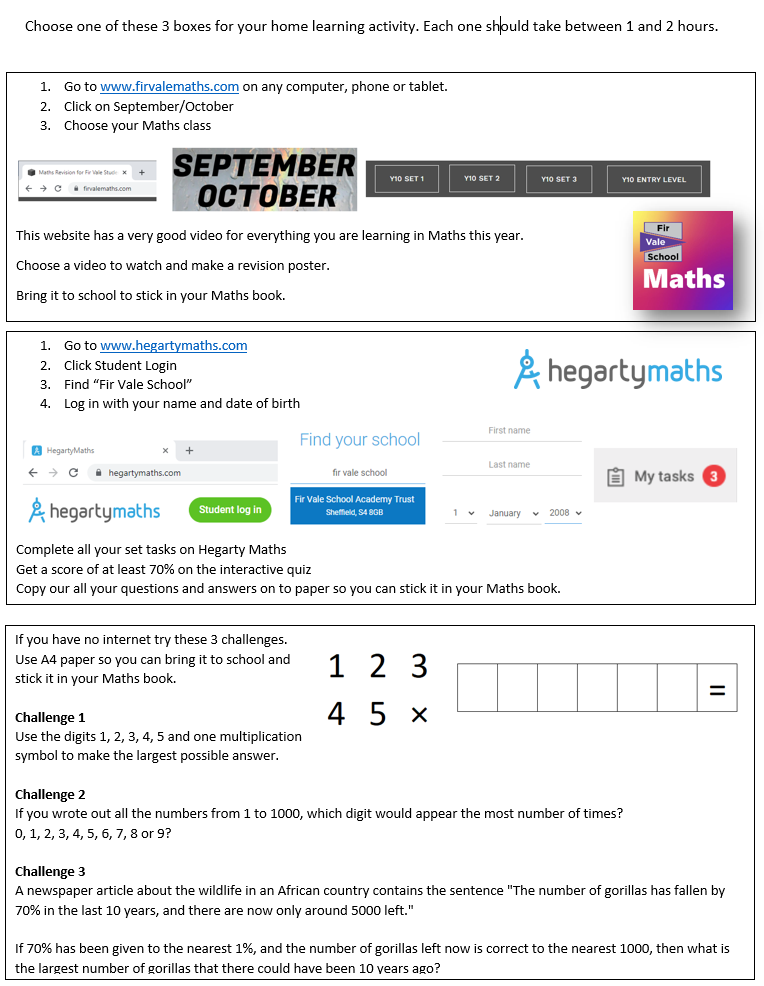 Choose one of these 3 boxes for your home learning activity. Each one should take between 1 and 2 hours.
1. Go to www.firvalemaths.com on any computer, phone or tablet.
2. Click on September/October
3. Choose your Maths class
Maths Revision for Fir Vale Stud × +
firvalemaths.com
SEPTEMBER
OCTOBER
Y10 SET 1
Y10 SET 2
Y10 SET 3
Y10 ENTRY LEVEL
This website has a very good video for everything you are learning in Maths this year.
Choose a video to watch and make a revision poster.
Bring it to school to stick in your Maths book.
Fir
Vale
School
Maths
1. Go to www.hegartymaths.com
2. Click Student Login
3. Find “Fir Vale School”
4. Log in with your name and date of birth
hegartymaths
HegartyMaths × +
hegartymaths.com
hegartymaths
Student log in
Find your school
fir vale school
Fir Vale School Academy Trust
Sheffield, S4 8GB
First name
Last name
1 January 2008
My tasks 3
Complete all your set tasks on Hegarty Maths
Get a score of at least 70% on the interactive quiz
Copy our all your questions and answers on to paper so you can stick it in your Maths book.
If you have no internet try these 3 challenges.
Use A4 paper so you can bring it to school and
stick it in your Maths book.
1 2 3
4 5 ×
=
Challenge 1
Use the digits 1, 2, 3, 4, 5 and one multiplication
symbol to make the largest possible answer.
Challenge 2
If you wrote out all the numbers from 1 to 1000, which digit would appear the most number of times?
0, 1, 2, 3, 4, 5, 6, 7, 8 or 9?
Challenge 3
A newspaper article about the wildlife in an African country contains the sentence "The number of gorillas has fallen by
70% in the last 10 years, and there are now only around 5000 left."
If 70% has been given to the nearest 1%, and the number of gorillas left now is correct to the nearest 1000, then what is
the largest number of gorillas that there could have been 10 years ago?